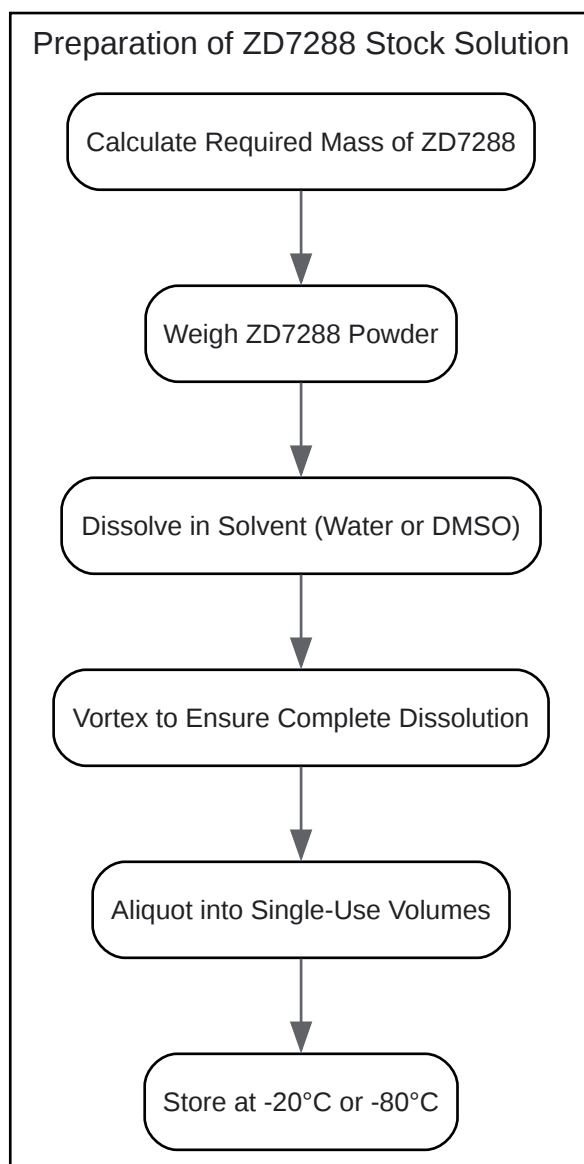 Preparation of ZD7288 Stock Solution
Calculate Required Mass of ZD7288
Weigh ZD7288 Powder
Dissolve in Solvent (Water or DMSO)
Vortex to Ensure Complete Dissolution
Aliquot into Single-Use Volumes
Store at -20°C or -80°C